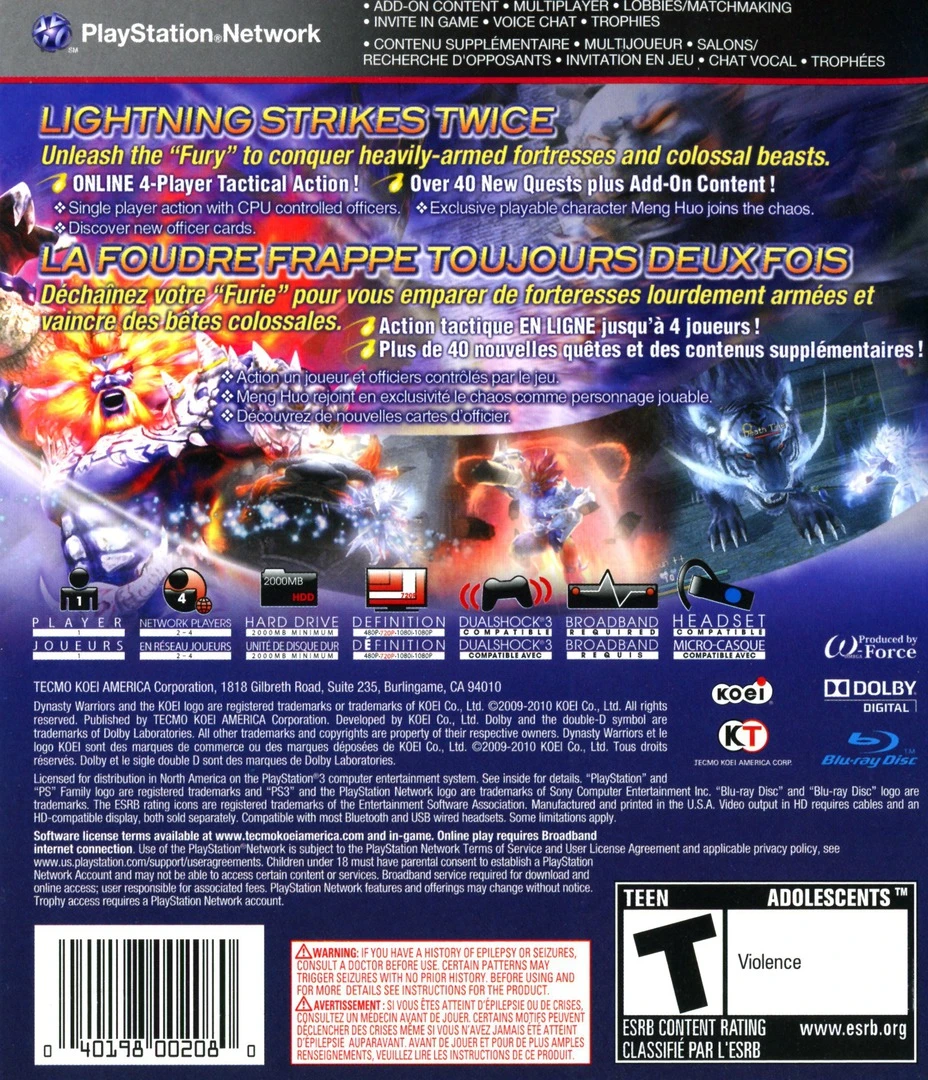 PlayStation®Network
SM
• ADD-ON CONTENT • MULTIPLAYER • LOBBIES/MATCHMAKING
• INVITE IN GAME • VOICE CHAT • TROPHIES
• CONTENU SUPPLÉMENTAIRE • MULTIJOUEUR • SALONS/
RECHERCHE D'OPPOSANTS • INVITATION EN JEU • CHAT VOCAL • TROPHÉES
LIGHTNING STRIKES TWICE
Unleash the "Fury" to conquer heavily-armed fortresses and colossal beasts.
ONLINE 4-Player Tactical Action ! Over 40 New Quests plus Add-On Content !
❖Single player action with CPU controlled officers. ❖Exclusive playable character Meng Huo joins the chaos.
❖Discover new officer cards.
LA FOUDRE FRAPPE TOUJOURS DEUX FOIS
Déchaînez votre "Furie" pour vous emparer de forteresses lourdement armées et
vaincre des bêtes colossales. Action tactique EN LIGNE jusqu'à 4 joueurs !
Plus de 40 nouvelles quêtes et des contenus supplémentaires !
❖Action un joueur et officiers contrôlés par le jeu.
❖Meng Huo rejoint en exclusivité le chaos comme personnage jouable.
❖Découvrez de nouvelles cartes d'officier.
1 4 2000MB HDD 720P
PLAYER NETWORK PLAYERS HARD DRIVE DEFINITION DUALSHOCK®3 BROADBAND HEADSET
1 2-4 2000MB MINIMUM 480P-720P-1080i-1080P COMPATIBLE REQUIRED COMPATIBLE
JOUEURS EN RÉSEAU JOUEURS UNITÉ DE DISQUE DUR DÉFINITION DUALSHOCK®3 BROADBAND MICRO-CASQUE
1 2-4 2000MB MINIMUM 480P-720P-1080i-1080P COMPATIBLE AVEC REQUIS COMPATIBLE AVEC
Produced by
ω-Force
OMEGA
TECMO KOEI AMERICA Corporation, 1818 Gilbreth Road, Suite 235, Burlingame, CA 94010
Dynasty Warriors and the KOEI logo are registered trademarks or trademarks of KOEI Co., Ltd. ©2009-2010 KOEI Co., Ltd. All rights
reserved. Published by TECMO KOEI AMERICA Corporation. Developed by KOEI Co., Ltd. Dolby and the double-D symbol are
trademarks of Dolby Laboratories. All other trademarks and copyrights are property of their respective owners. Dynasty Warriors et le
logo KOEI sont des marques de commerce ou des marques déposées de KOEI Co., Ltd. ©2009-2010 KOEI Co., Ltd. Tous droits
réservés. Dolby et le sigle double D sont des marques de Dolby Laboratories.
KOEI
KT
TECMO KOEI AMERICA CORP.
DOLBY
DIGITAL
Blu-ray Disc™
Licensed for distribution in North America on the PlayStation®3 computer entertainment system. See inside for details. "PlayStation" and
"PS" Family logo are registered trademarks and "PS3" and the PlayStation Network logo are trademarks of Sony Computer Entertainment Inc. "Blu-ray Disc" and "Blu-ray Disc" logo are
trademarks. The ESRB rating icons are registered trademarks of the Entertainment Software Association. Manufactured and printed in the U.S.A. Video output in HD requires cables and an
HD-compatible display, both sold separately. Compatible with most Bluetooth and USB wired headsets. Some limitations apply.
Software license terms available at www.tecmokoeiamerica.com and in-game. Online play requires Broadband
internet connection. Use of the PlayStation®Network is subject to the PlayStation Network Terms of Service and User License Agreement and applicable privacy policy, see
www.us.playstation.com/support/useragreements. Children under 18 must have parental consent to establish a PlayStation
Network Account and may not be able to access certain content or services. Broadband service required for additional and
online access; user responsible for associated fees. PlayStation Network features and offerings may change without notice.
Trophy access requires a PlayStation Network account.
0 40198 00208 0
WARNING: IF YOU HAVE A HISTORY OF EPILEPSY OR SEIZURES,
CONSULT A DOCTOR BEFORE USE. CERTAIN PATTERNS MAY
TRIGGER SEIZURES WITH NO PRIOR HISTORY. BEFORE USING AND
FOR MORE DETAILS SEE INSTRUCTIONS FOR THE PRODUCT.
AVERTISSEMENT : SI VOUS ÊTES ATTEINT D'ÉPILEPSIE OU DE CRISES,
CONSULTEZ UN MÉDECIN AVANT DE JOUER. CERTAINS MOTIFS PEUVENT
DÉCLENCHER DES CRISES MÊME SI VOUS N'AVEZ JAMAIS ÉTÉ ATTEINT
D'ÉPILEPSIE AUPARAVANT. AVANT DE JOUER ET POUR DE PLUS AMPLES
RENSEIGNEMENTS, VEUILLEZ LIRE LES INSTRUCTIONS DE CE PRODUIT.
TEEN ADOLESCENTS ™
T
Violence
ESRB CONTENT RATING www.esrb.org
CLASSIFIÉ PAR L'ESRB